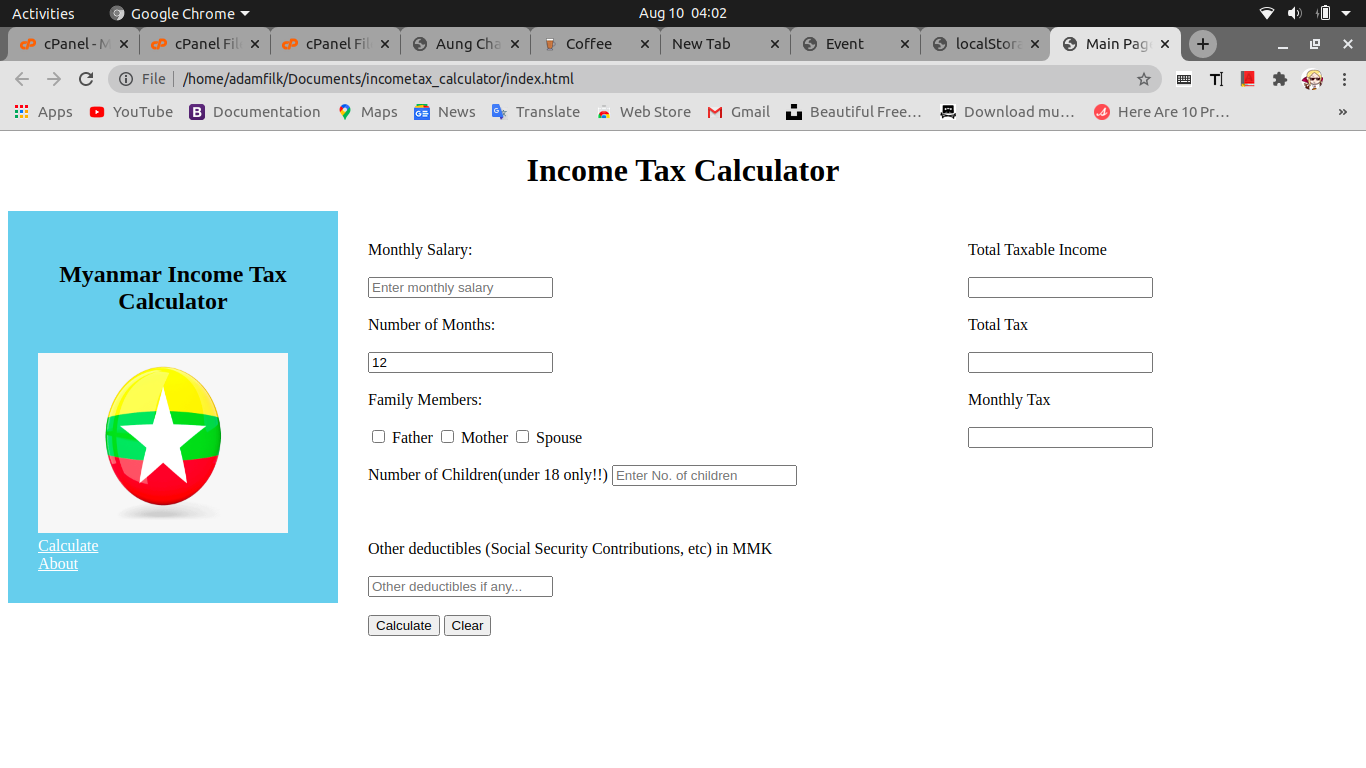 Activities Google Chrome Aug 10 04:02
cPanel - M cPanel Fil cPanel Fil Aung Cha Coffee New Tab Event localStora Main Page
File /home/adamfilk/Documents/incometax_calculator/index.html
Apps YouTube Documentation Maps News Translate Web Store Gmail Beautiful Free… Download mu… Here Are 10 Pr… »
Income Tax Calculator
Myanmar Income Tax
Calculator
Calculate
About
Monthly Salary:
Enter monthly salary
Number of Months:
12
Family Members:
Father Mother Spouse
Number of Children(under 18 only!!) Enter No. of children
Other deductibles (Social Security Contributions, etc) in MMK
Other deductibles if any...
Calculate Clear
Total Taxable Income
Total Tax
Monthly Tax